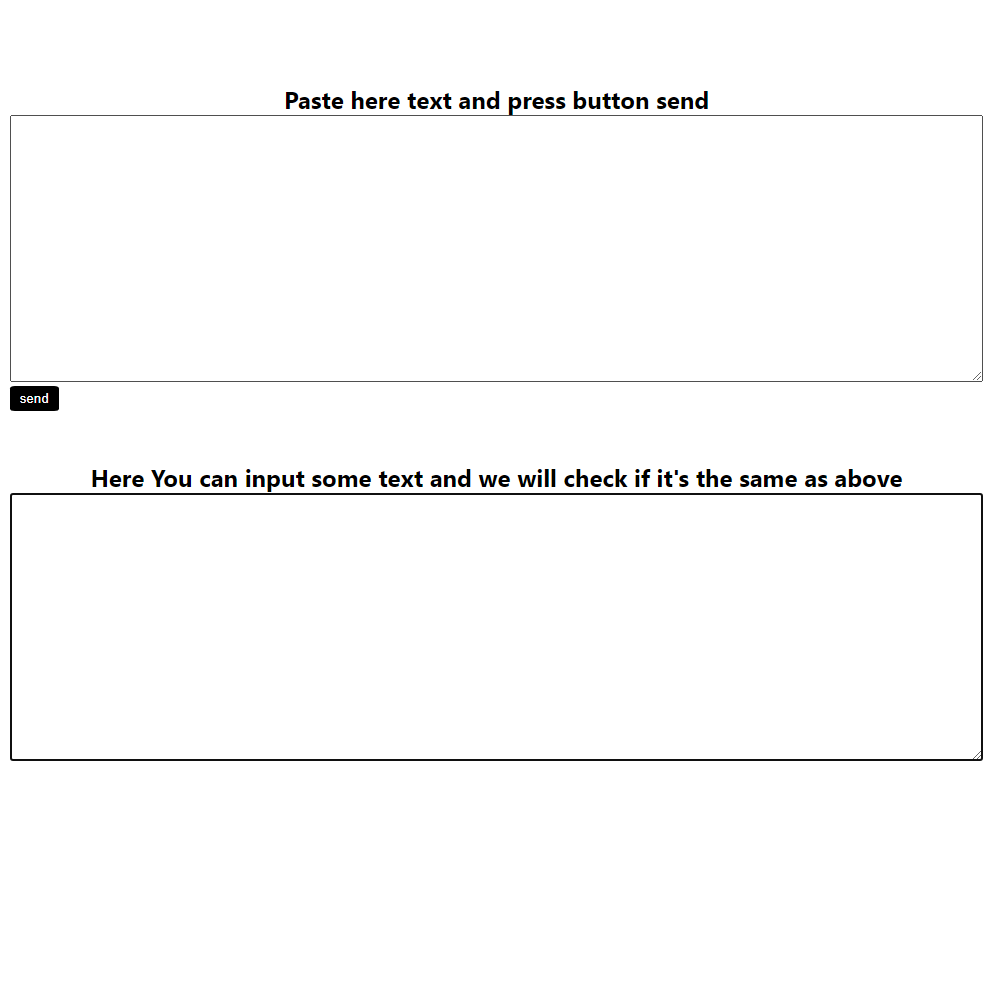 Paste here text and press button send
send
Here You can input some text and we will check if it's the same as above